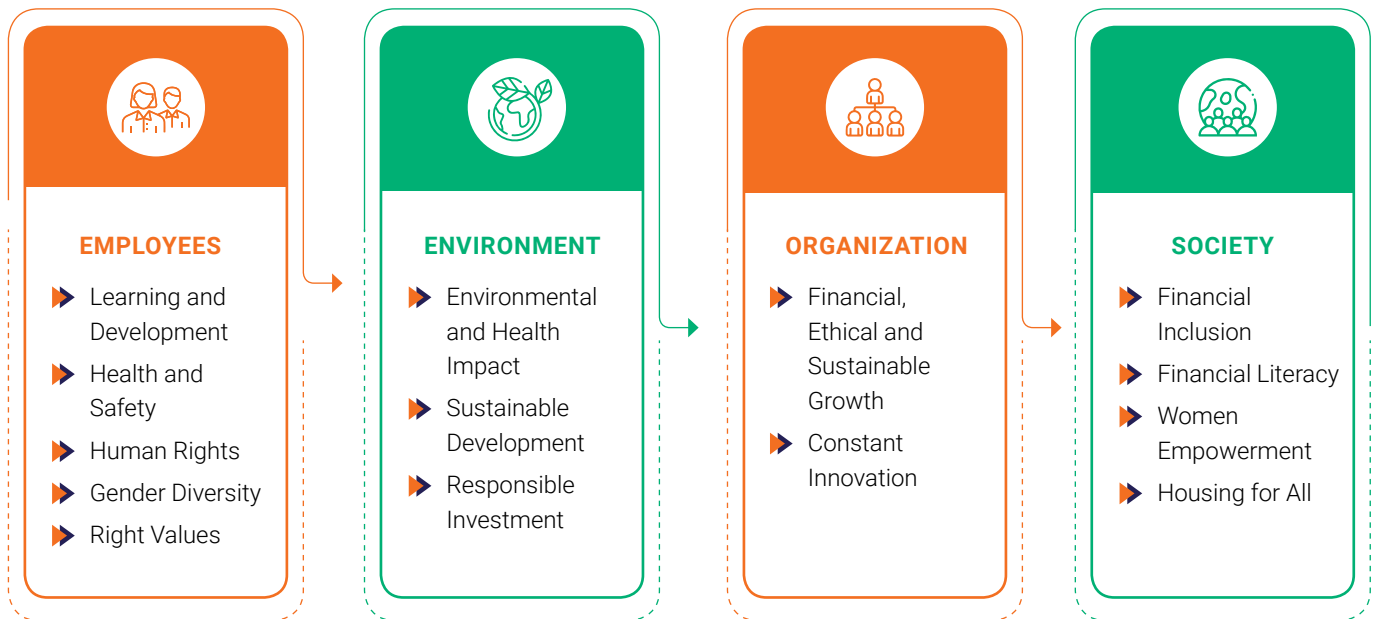 EMPLOYEES
Learning and
Development
Health and
Safety
Human Rights
Gender Diversity
Right Values
ENVIRONMENT
Environmental
and Health
Impact
Sustainable
Development
Responsible
Investment
ORGANIZATION
Financial,
Ethical and
Sustainable
Growth
Constant
Innovation
SOCIETY
Financial
Inclusion
Financial Literacy
Women
Empowerment
Housing for All